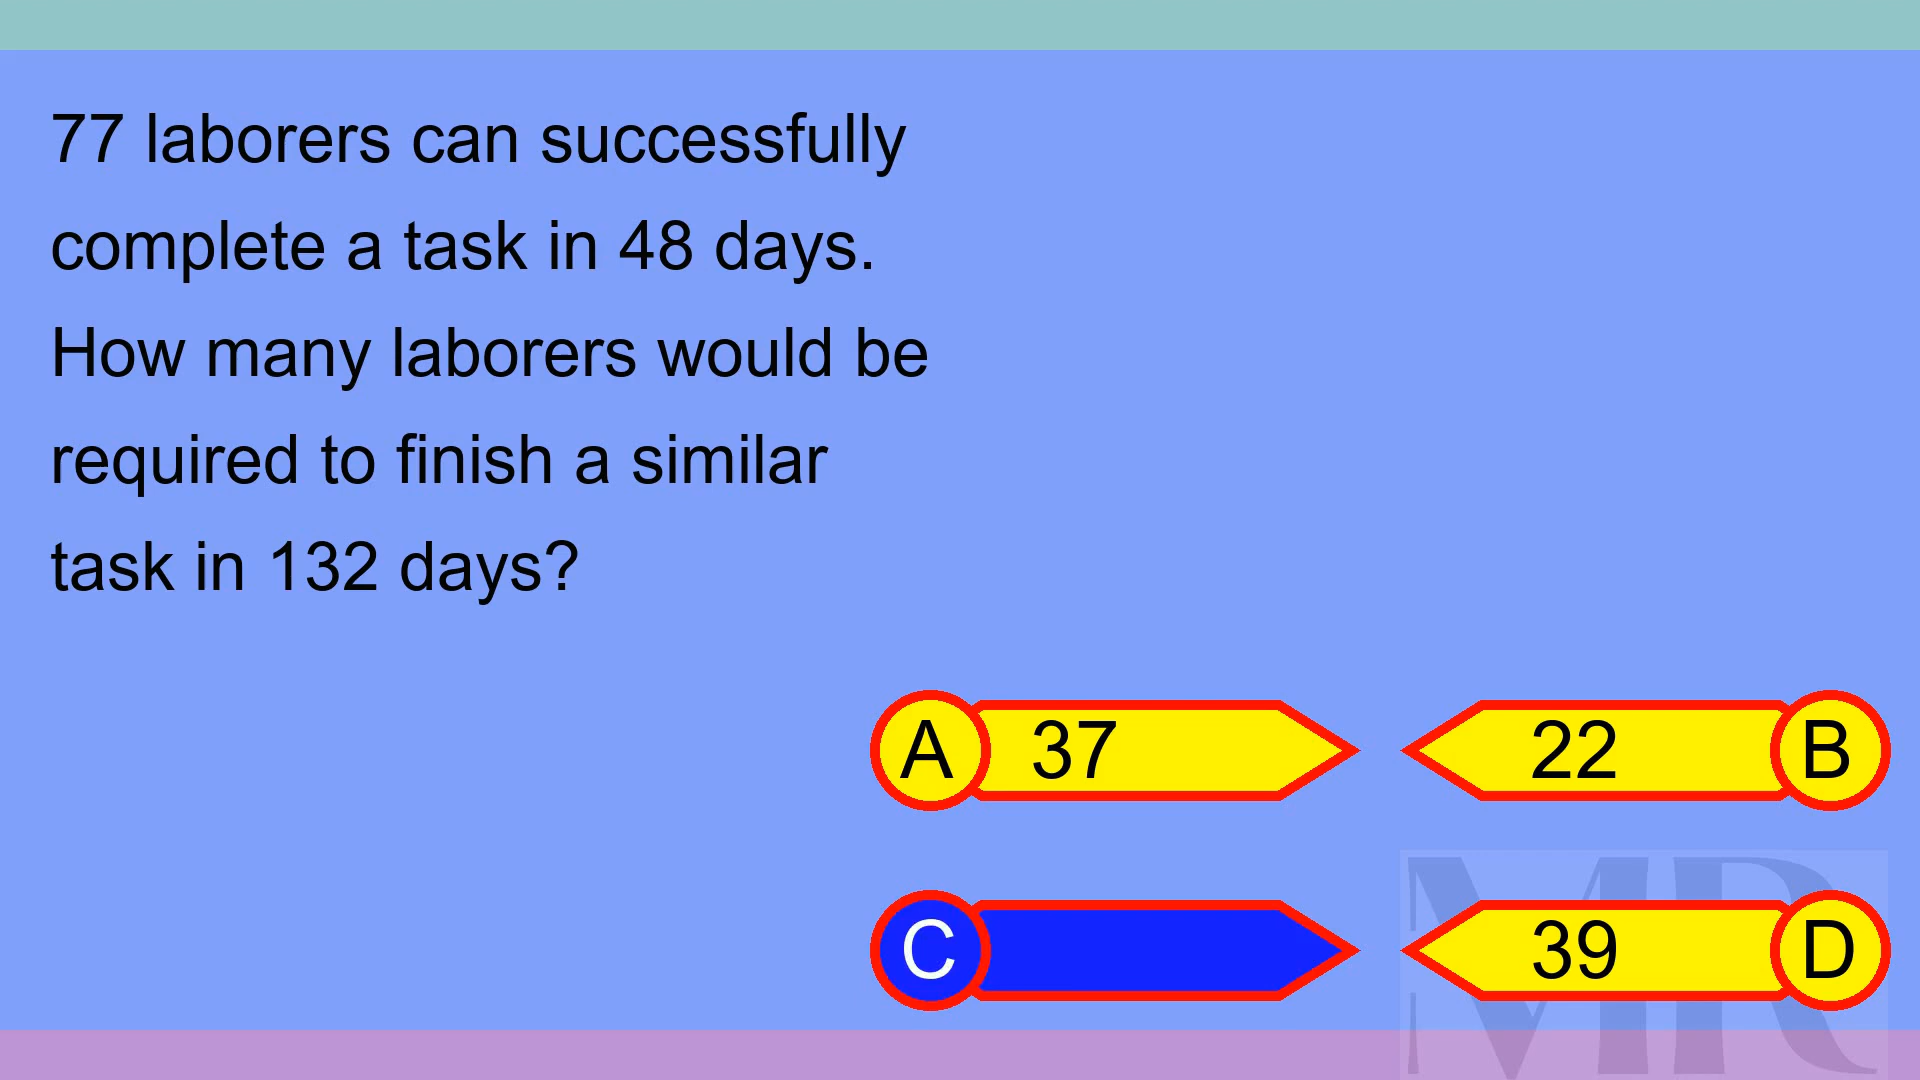 77 laborers can successfully
complete a task in 48 days.
How many laborers would be
required to finish a similar
task in 132 days?
A 37
22 B
C
39 D
MR